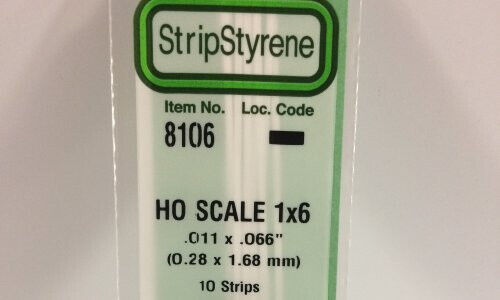 StripStyrene
Item No. Loc. Code
8106
HO SCALE 1x6
.011 x .066"
(0.28 x 1.68 mm)
10 Strips